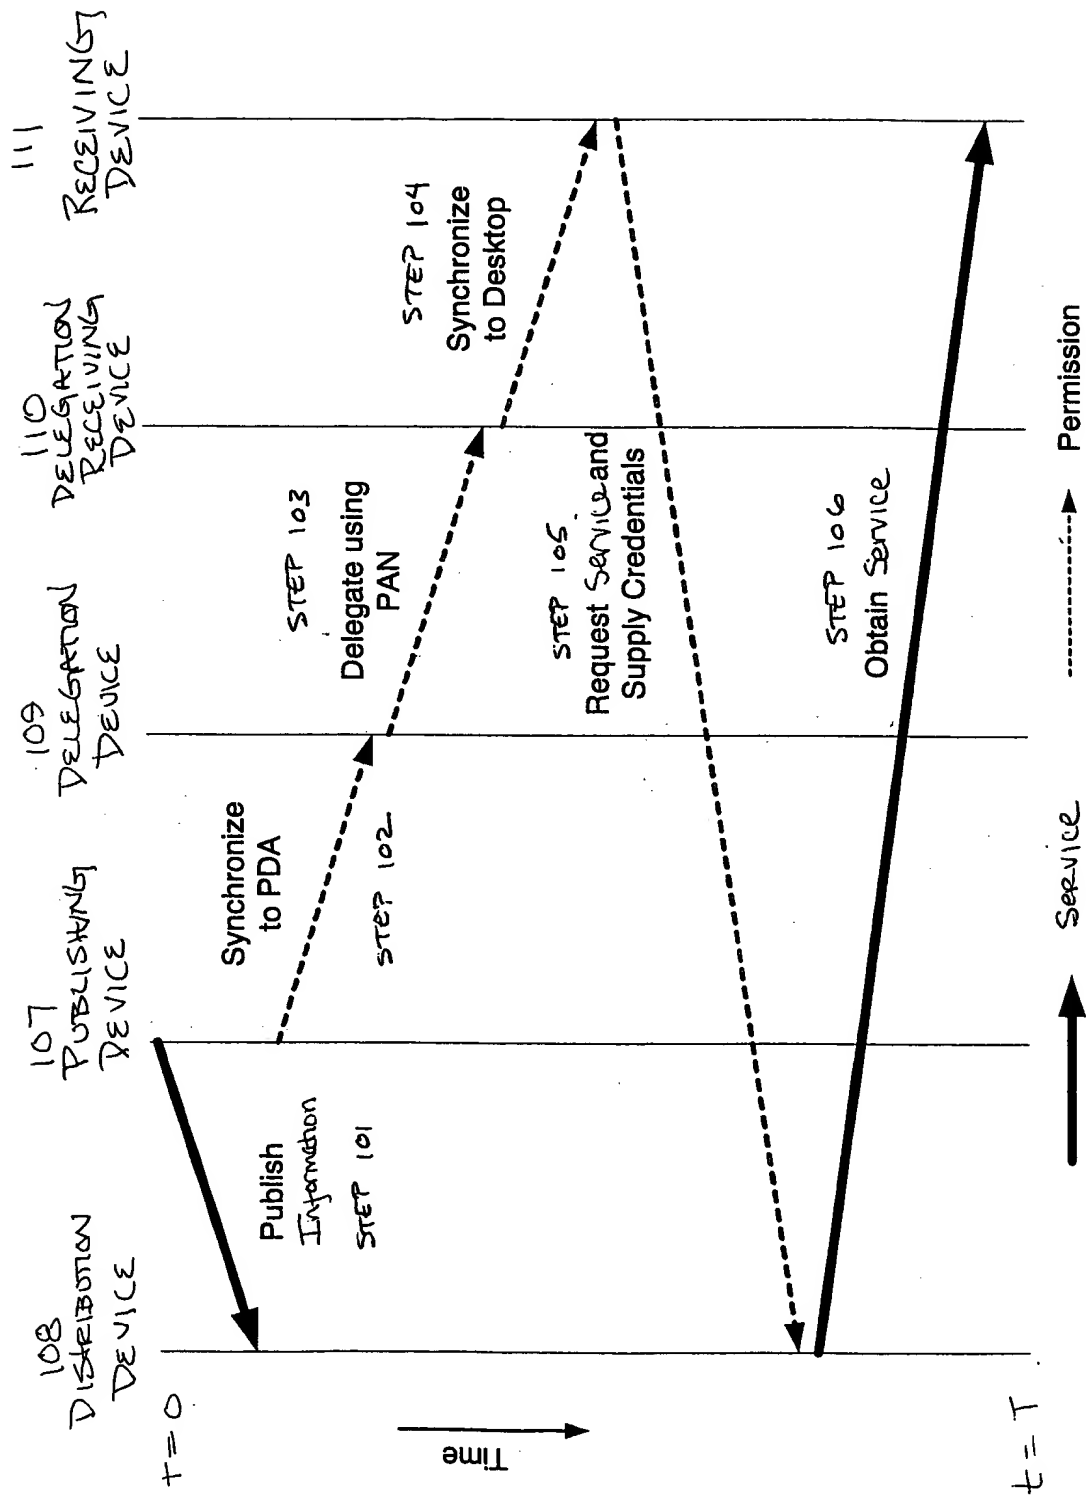 108
DISTRIBUTION
DEVICE
107
PUBLISHING
DEVICE
109
DELEGATION
DEVICE
110
DELEGATION
RECEIVING
DEVICE
111
RECEIVING
DEVICE
t=0
Time
t=T
Publish
Information
STEP 101
Synchronize
to PDA
STEP 102
STEP 103
Delegate using
PAN
STEP 104
Synchronize
to Desktop
STEP 105.
Request Service and
Supply Credentials
STEP 106
Obtain Service
Service
Permission